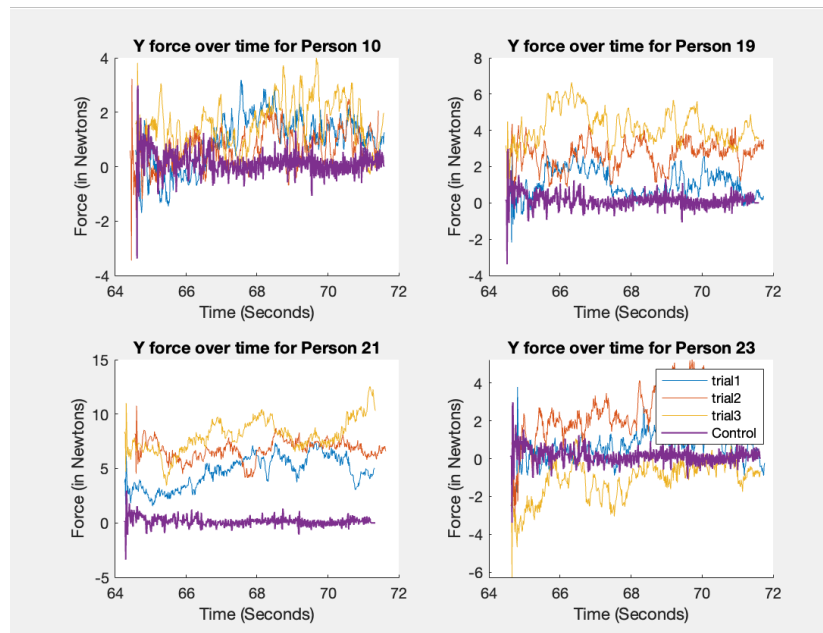 Y force over time for Person 10
4
2
0
-2
-4
Force (in Newtons)
64
66
68
70
72
Time (Seconds)
Y force over time for Person 19
8
6
4
2
0
-2
-4
Force (in Newtons)
64
66
68
70
72
Time (Seconds)
Y force over time for Person 21
15
10
5
0
-5
Force (in Newtons)
64
66
68
70
72
Time (Seconds)
Y force over time for Person 23
trial1
trial2
trial3
Control
4
2
0
-2
-4
-6
Force (in Newtons)
64
66
68
70
72
Time (Seconds)